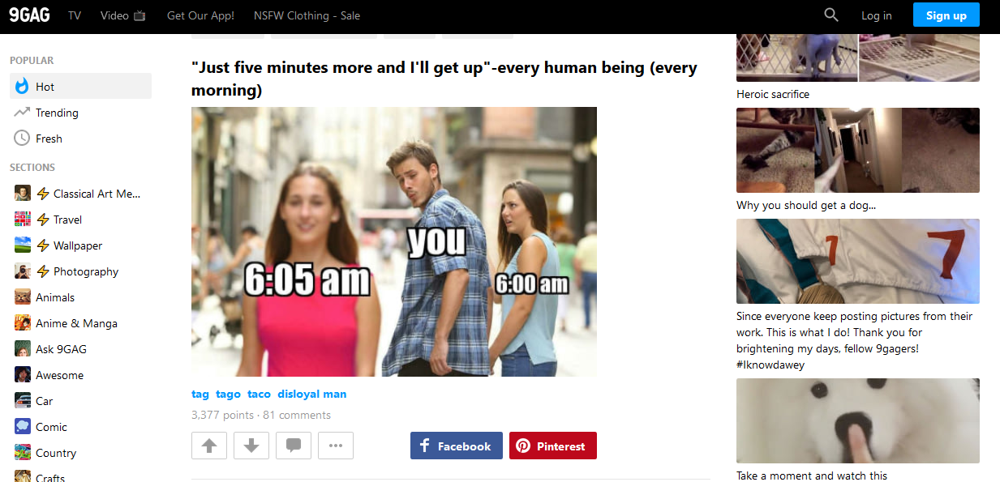 9GAG TV Video Get Our App! NSFW Clothing - Sale Log in Sign up
POPULAR
Hot
Trending
Fresh
SECTIONS
Classical Art Me...
Travel
Wallpaper
Photography
Animals
Anime & Manga
Ask 9GAG
Awesome
Car
Comic
Country
Crafts
"Just five minutes more and I'll get up"-every human being (every
morning)
6:05 am
you
6:00 am
tag tago taco disloyal man
3,377 points · 81 comments
Facebook Pinterest
Heroic sacrifice
Why you should get a dog...
1
7
Since everyone keep posting pictures from their
work. This is what I do! Thank you for
brightening my days, fellow 9gagers!
#Iknowdawey
Take a moment and watch this